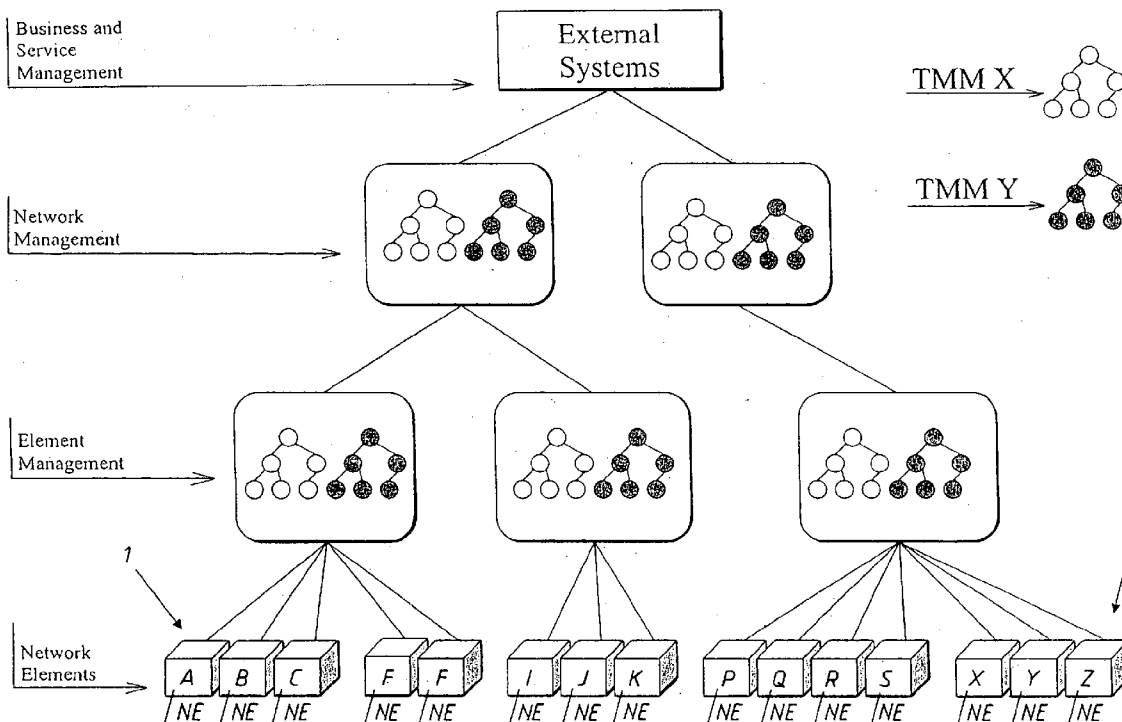 Business and
Service
Management
External
Systems
TMM X
TMM Y
Network
Management
Element
Management
1
Network
Elements
A B C F F I J K P Q R S X Y Z
NE NE NE NE NE NE NE NE NE NE NE NE NE NE NE